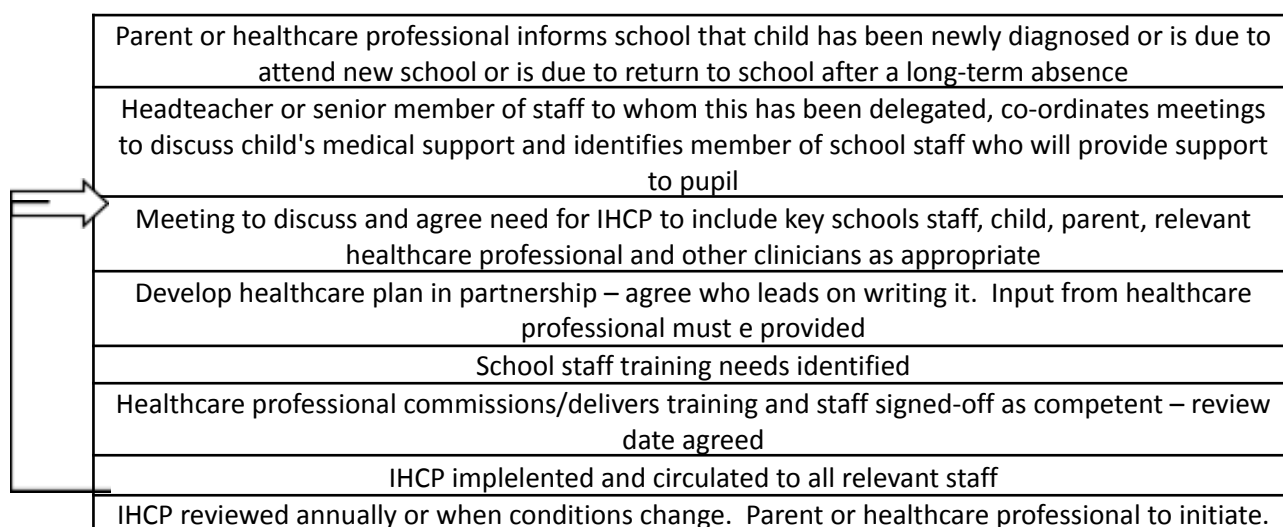 Parent or healthcare professional informs school that child has been newly diagnosed or is due to
attend new school or is due to return to school after a long-term absence
Headteacher or senior member of staff to whom this has been delegated, co-ordinates meetings
to discuss child's medical support and identifies member of school staff who will provide support
to pupil
Meeting to discuss and agree need for IHCP to include key schools staff, child, parent, relevant
healthcare professional and other clinicians as appropriate
Develop healthcare plan in partnership – agree who leads on writing it.  Input from healthcare
professional must e provided
School staff training needs identified
Healthcare professional commissions/delivers training and staff signed-off as competent – review
date agreed
IHCP implelented and circulated to all relevant staff
IHCP reviewed annually or when conditions change.  Parent or healthcare professional to initiate.